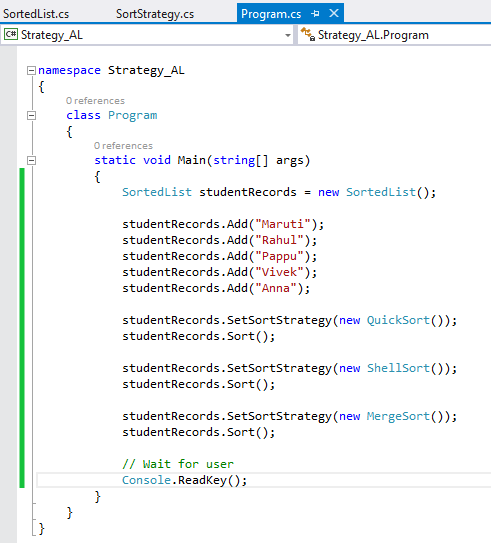 SortedList.cs SortStrategy.cs Program.cs
C# Strategy_AL Strategy_AL.Program
namespace Strategy_AL
{
0 references
class Program
{
0 references
static void Main(string[] args)
{
SortedList studentRecords = new SortedList();
studentRecords.Add("Maruti");
studentRecords.Add("Rahul");
studentRecords.Add("Pappu");
studentRecords.Add("Vivek");
studentRecords.Add("Anna");
studentRecords.SetSortStrategy(new QuickSort());
studentRecords.Sort();
studentRecords.SetSortStrategy(new ShellSort());
studentRecords.Sort();
studentRecords.SetSortStrategy(new MergeSort());
studentRecords.Sort();
// Wait for user
Console.ReadKey();
}
}
}